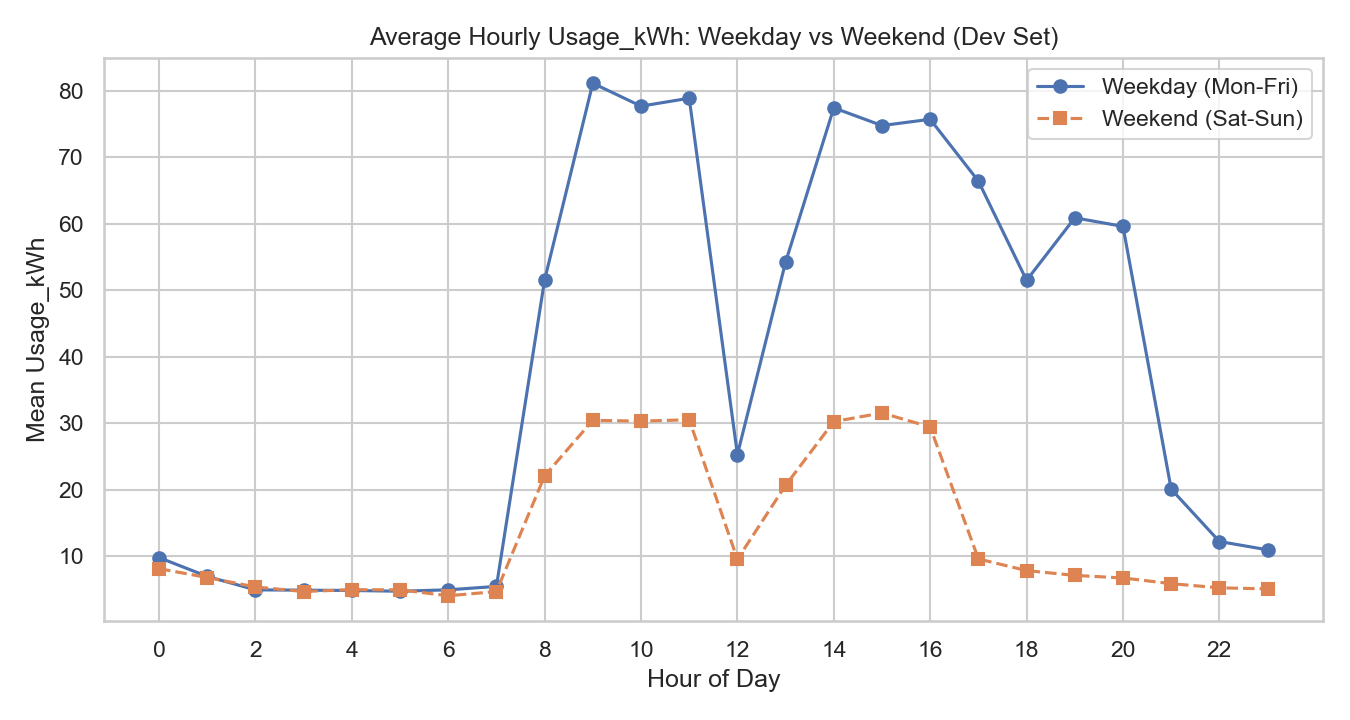 Average Hourly Usage_kWh: Weekday vs Weekend (Dev Set)
Weekday (Mon-Fri)
Weekend (Sat-Sun)
Mean Usage_kWh
80
70
60
50
40
30
20
10
0 2 4 6 8 10 12 14 16 18 20 22
Hour of Day